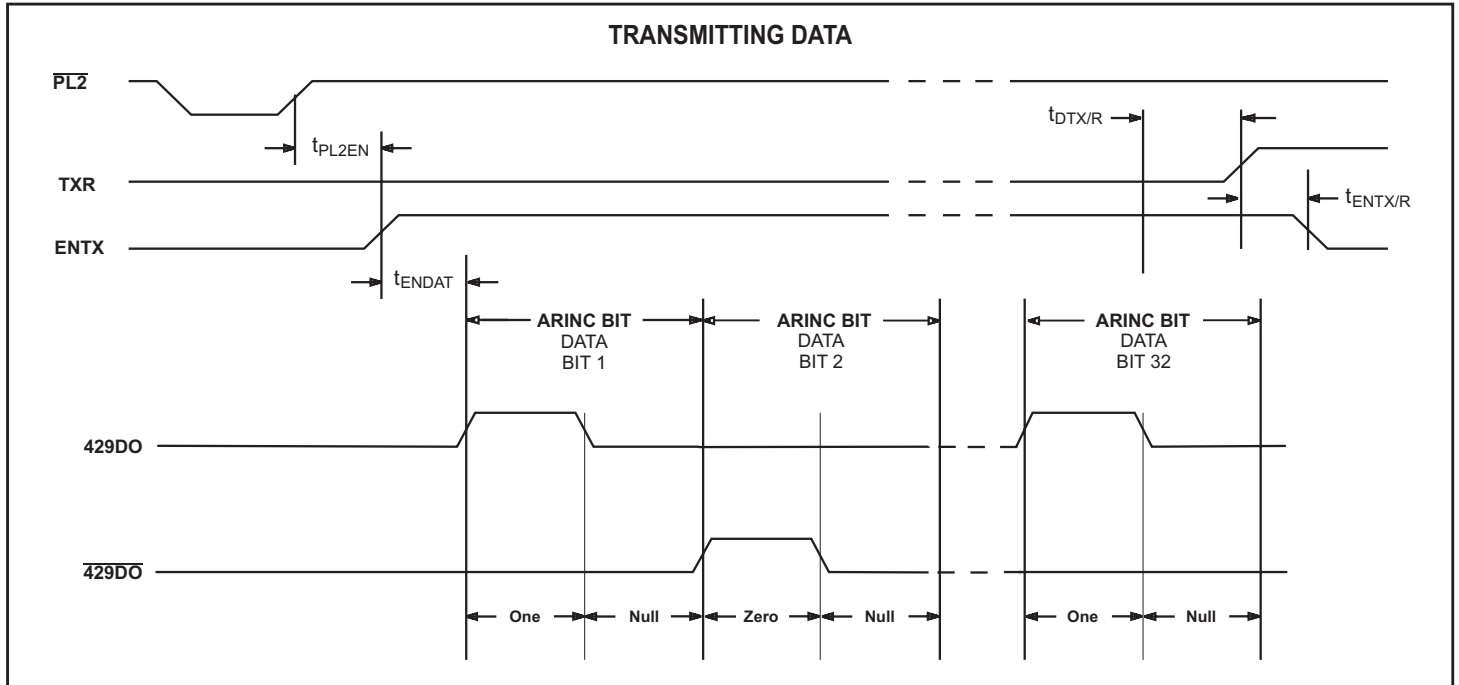 TRANSMITTING DATA
PL2
tDTX/R
tPL2EN
TXR
tENTX/R
ENTX
tENDAT
ARINC BIT
DATA
BIT 1
ARINC BIT
DATA
BIT 2
ARINC BIT
DATA
BIT 32
429DO
429DO
One
Null
Zero
Null
One
Null